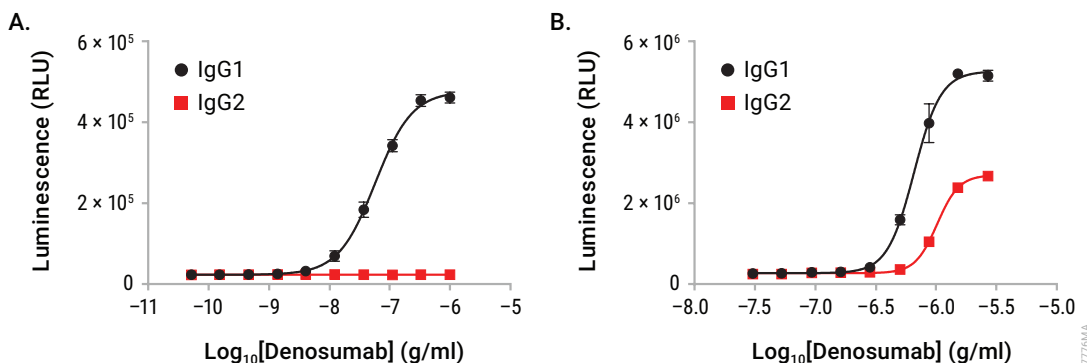 A.
Luminescence (RLU)
6 × 10⁵
4 × 10⁵
2 × 10⁵
0
IgG1
IgG2
−11 −10 −9 −8 −7 −6 −5
Log₁₀[Denosumab] (g/ml)
B.
Luminescence (RLU)
6 × 10⁶
4 × 10⁶
2 × 10⁶
0
IgG1
IgG2
−8.0 −7.5 −7.0 −6.5 −6.0 −5.5 −5.0
Log₁₀[Denosumab] (g/ml)